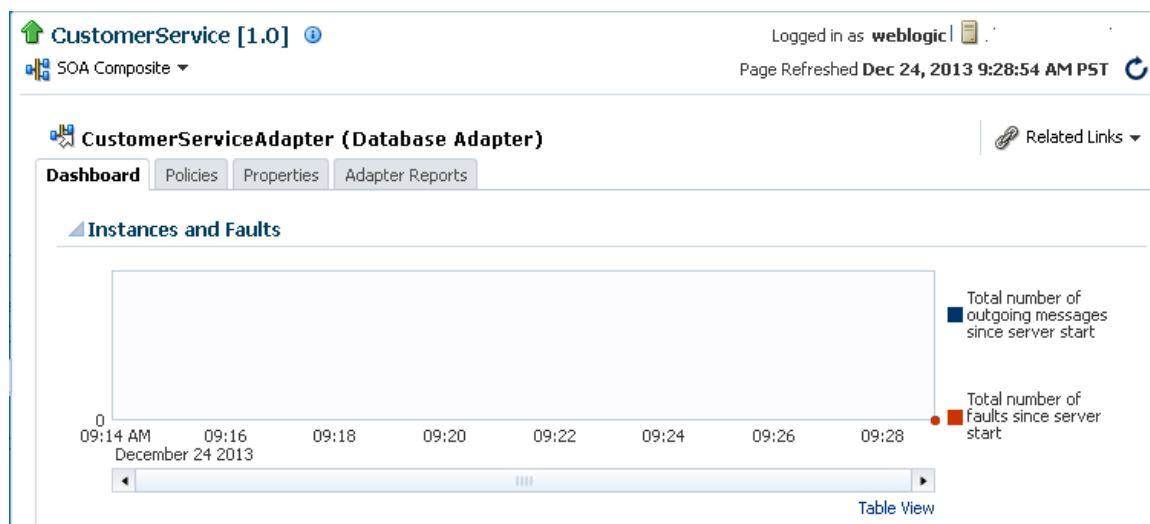 CustomerService [1.0]
Logged in as weblogic
SOA Composite
Page Refreshed Dec 24, 2013 9:28:54 AM PST
CustomerServiceAdapter (Database Adapter)
Related Links
Dashboard Policies Properties Adapter Reports
Instances and Faults
Total number of
outgoing messages
since server start
Total number of
faults since server
start
0
09:14 AM 09:16 09:18 09:20 09:22 09:24 09:26 09:28
December 24 2013
Table View